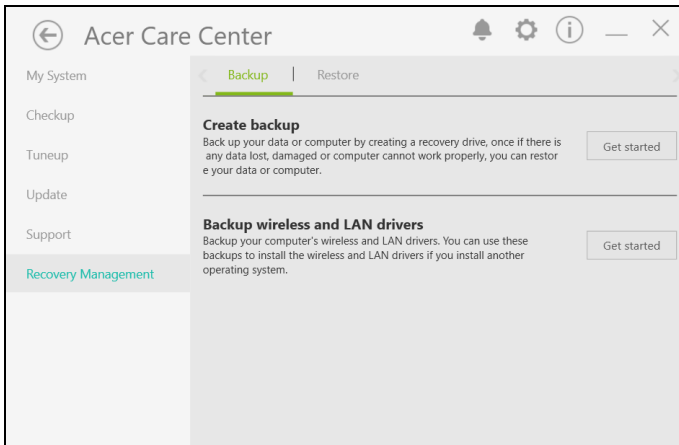 Acer Care Center
My System
Checkup
Tuneup
Update
Support
Recovery Management
Backup
Restore
Create backup
Back up your data or computer by creating a recovery drive, once if there is
any data lost, damaged or computer cannot work properly, you can restor
e your data or computer.
Get started
Backup wireless and LAN drivers
Backup your computer's wireless and LAN drivers. You can use these
backups to install the wireless and LAN drivers if you install another
operating system.
Get started